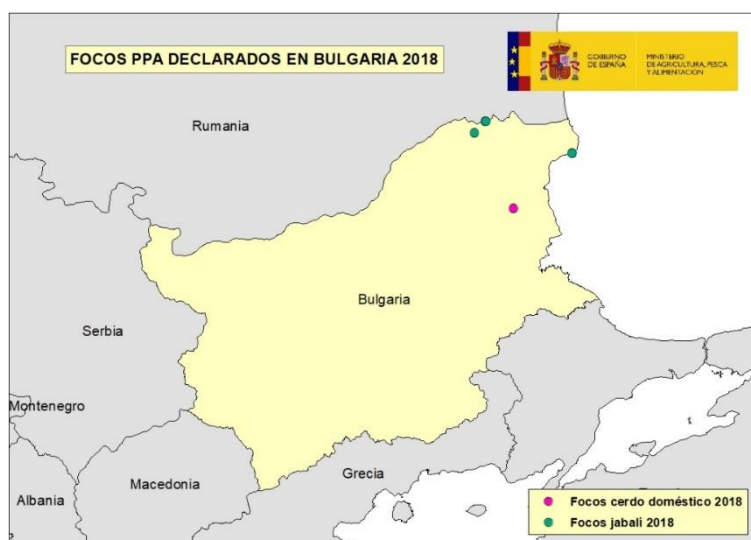 FOCOS PPA DECLARADOS EN BULGARIA 2018
GOBIERNO
DE ESPAÑA
MINISTERIO
DE AGRICULTURA, PESCA
Y ALIMENTACIÓN
Rumania
Bulgaria
Serbia
Montenegro
Macedonia
Albania
Grecia
Focos cerdo doméstico 2018
Focos jabalí 2018